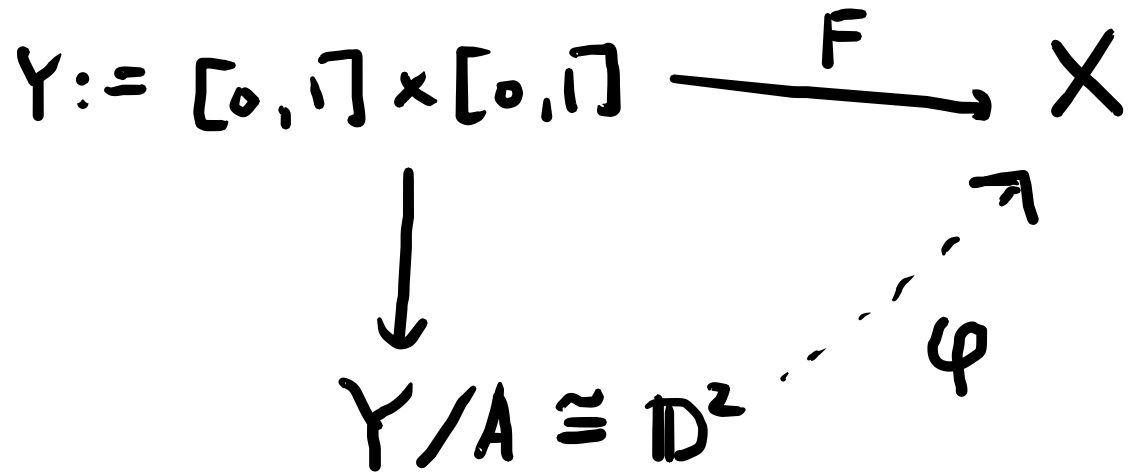 F
Y := [0,1] × [0,1] X
φ
Y/A ≅ 𝔻²